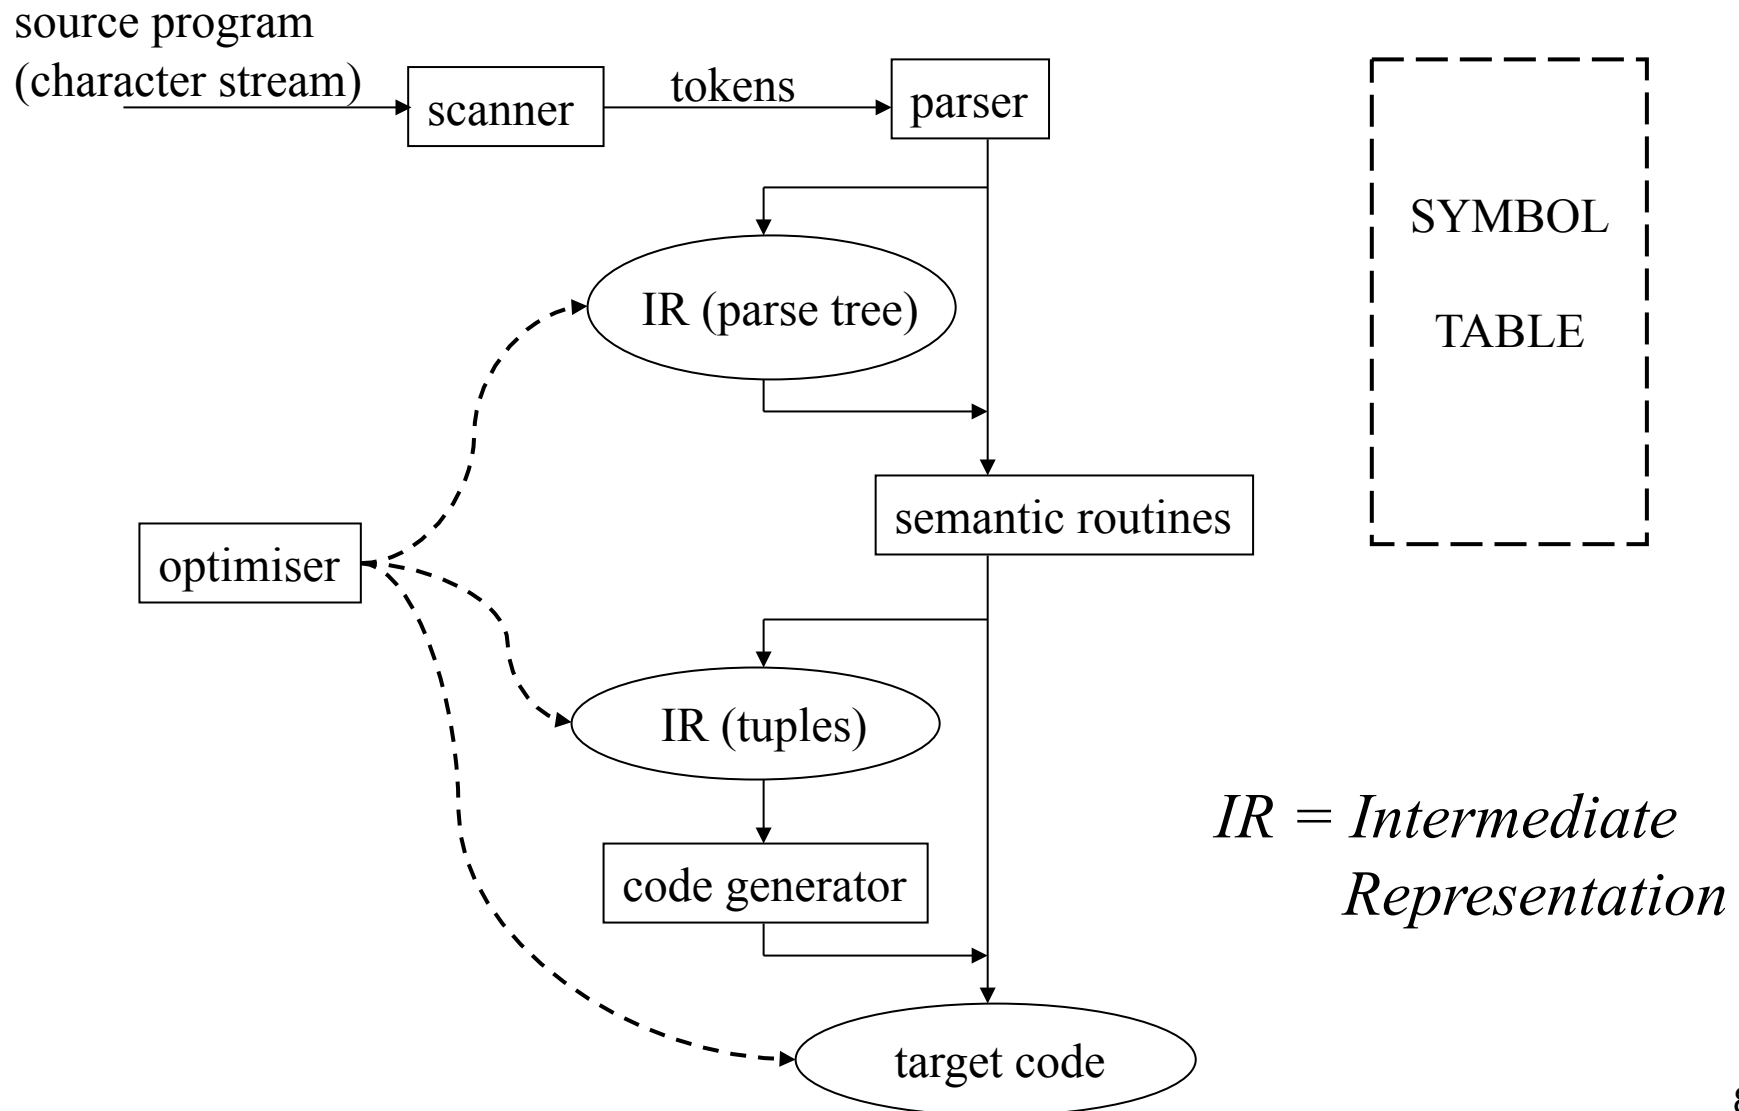 source program
(character stream)
scanner
tokens
parser
SYMBOL
TABLE
IR (parse tree)
semantic routines
optimiser
IR (tuples)
IR = Intermediate
Representation
code generator
target code